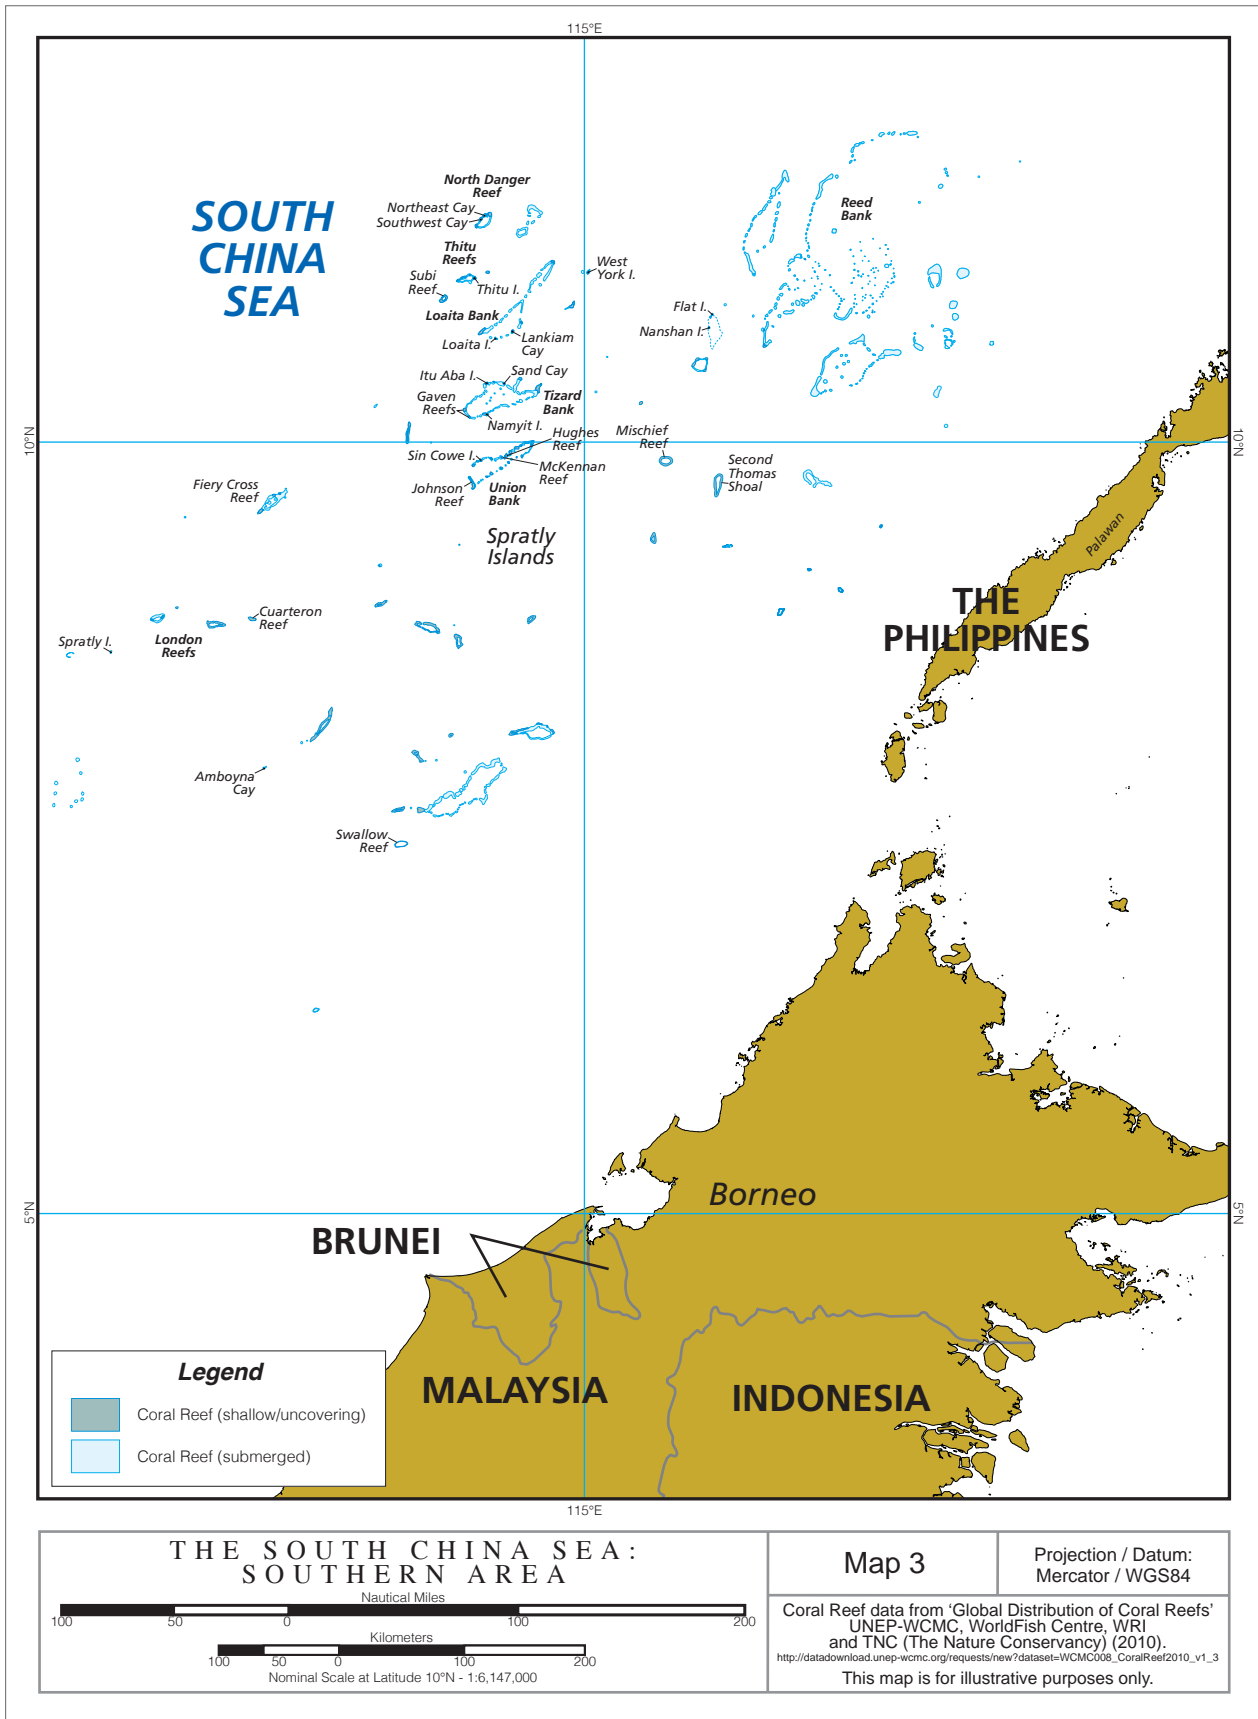 115°E
SOUTH
CHINA
SEA
North Danger
Reef
Northeast Cay
Southwest Cay
Thitu
Reefs
Subi
Reef
Thitu I.
Loaita Bank
Loaita I.
Lankiam
Cay
West
York I.
Reed
Bank
Flat I.
Nanshan I.
Itu Aba I.
Sand Cay
Gaven
Reefs
Tizard
Bank
Namyit I.
Hughes
Reef
Mischief
Reef
10°N
10°N
Sin Cowe I.
McKennan
Reef
Johnson
Reef
Union
Bank
Second
Thomas
Shoal
Fiery Cross
Reef
Spratly
Islands
Palawan
THE
PHILIPPINES
Cuarteron
Reef
Spratly I.
London
Reefs
Amboyna
Cay
Swallow
Reef
Borneo
5°N
5°N
BRUNEI
MALAYSIA
INDONESIA
Legend
Coral Reef (shallow/uncovering)
Coral Reef (submerged)
115°E
THE SOUTH CHINA SEA:
SOUTHERN AREA
Nautical Miles
100 50 0 100 200
Kilometers
100 50 0 100 200
Nominal Scale at Latitude 10°N - 1:6,147,000
Map 3
Projection / Datum:
Mercator / WGS84
Coral Reef data from ‘Global Distribution of Coral Reefs’
UNEP-WCMC, WorldFish Centre, WRI
and TNC (The Nature Conservancy) (2010).
http://datadownload.unep-wcmc.org/requests/new?dataset=WCMC008_CoralReef2010_v1_3
This map is for illustrative purposes only.